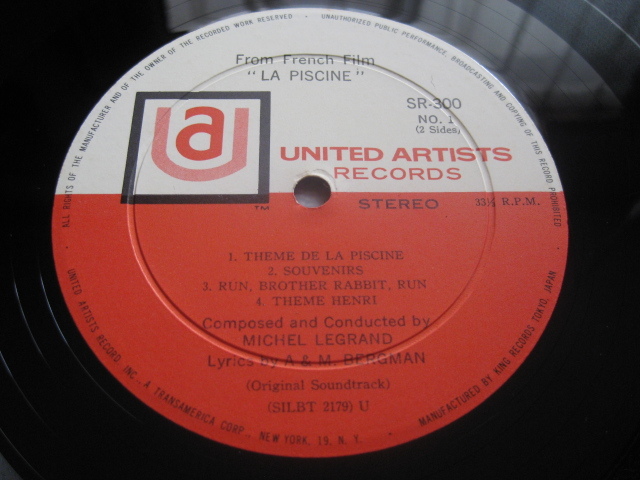 ALL RIGHTS OF THE MANUFACTURER AND OF THE OWNER OF THE RECORDED WORK RESERVED · UNAUTHORIZED PUBLIC PERFORMANCE, BROADCASTING AND COPYING OF THIS RECORD PROHIBITED
From French Film
"LA PISCINE"
SR-300
NO. 1
(2 Sides)
ua
UNITED ARTISTS
RECORDS
TM
STEREO
33⅓ R.P.M.
1. THEME DE LA PISCINE
2. SOUVENIRS
3. RUN, BROTHER RABBIT, RUN
4. THEME HENRI
Composed and Conducted by
MICHEL LEGRAND
Lyrics by A & M. BERGMAN
(Original Soundtrack)
(SILBT 2179) U
UNITED ARTISTS RECORD, INC. · A TRANSAMERICA CORP. · NEW YORK, 19, N. Y. · MANUFACTURED BY KING RECORDS TOKYO, JAPAN